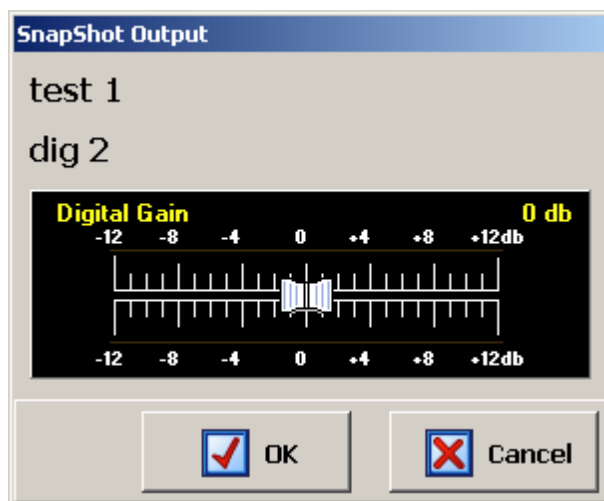 SnapShot Output
test 1
dig 2
Digital Gain 0 db
-12 -8 -4 0 +4 +8 +12db
-12 -8 -4 0 +4 +8 +12db
OK Cancel